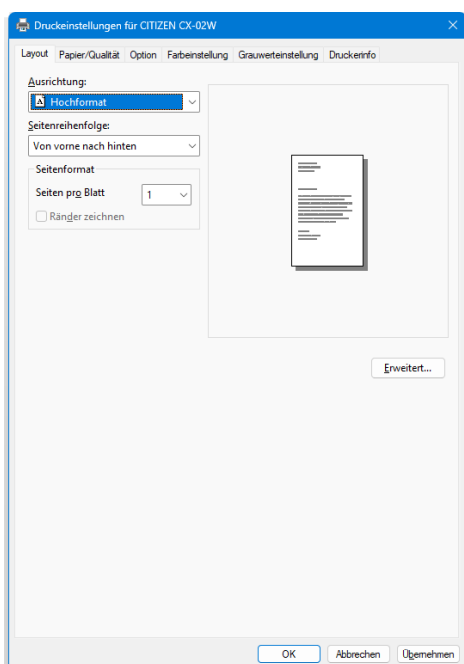 Druckeinstellungen für CITIZEN CX-02W
Layout Papier/Qualität Option Farbeinstellung Grauwerteinstellung Druckerinfo
Ausrichtung:
A Hochformat
Seitenreihenfolge:
Von vorne nach hinten
Seitenformat
Seiten pro Blatt 1
Ränder zeichnen
Erweitert...
OK Abbrechen Übernehmen